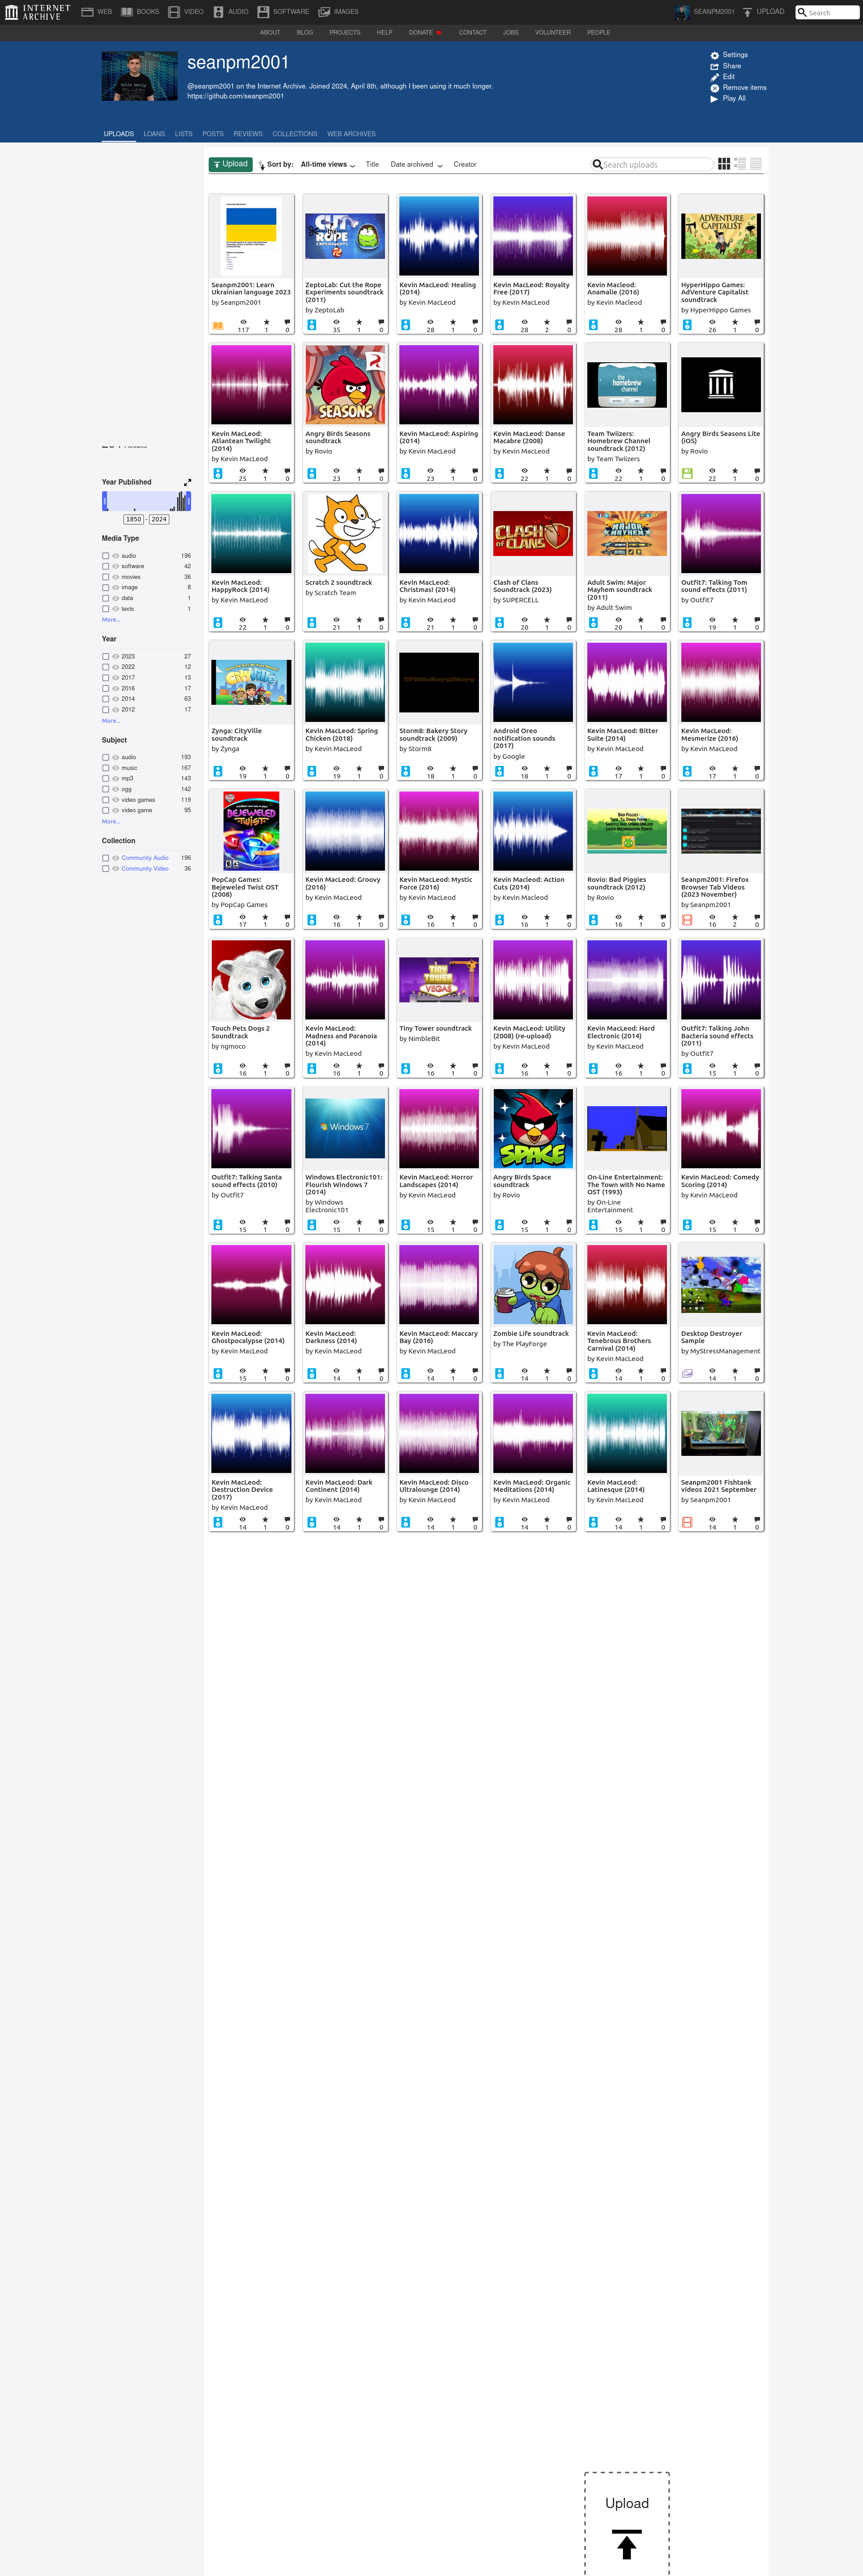 INTERNET ARCHIVE
WEB
BOOKS
VIDEO
AUDIO
SOFTWARE
IMAGES
SEANPM2001
UPLOAD
Search
ABOUT
BLOG
PROJECTS
HELP
DONATE
CONTACT
JOBS
VOLUNTEER
PEOPLE
seanpm2001
@seanpm2001 on the Internet Archive. Joined 2024, April 8th, although I been using it much longer.
https://github.com/seanpm2001
Settings
Share
Edit
Remove items
Play All
UPLOADS
LOANS
LISTS
POSTS
REVIEWS
COLLECTIONS
WEB ARCHIVES
Upload
Sort by:
All-time views
Title
Date archived
Creator
Search uploads
Year Published
1850 - 2024
Media Type
audio 196
software 42
movies 36
image 8
data 1
texts 1
More...
Year
2023 27
2022 12
2017 13
2016 17
2014 63
2012 17
More...
Subject
audio 193
music 167
mp3 143
ogg 142
video games 119
video game 95
More...
Collection
Community Audio 196
Community Video 36
Seanpm2001: Learn
Ukrainian language 2023
by Seanpm2001
117 1 0
CUT THE ROPE EXPERIMENTS
ZeptoLab: Cut the Rope
Experiments soundtrack
(2011)
by ZeptoLab
35 1 0
Kevin MacLeod: Healing
(2014)
by Kevin MacLeod
28 1 0
Kevin MacLeod: Royalty
Free (2017)
by Kevin MacLeod
28 2 0
Kevin Macleod:
Anamalie (2016)
by Kevin Macleod
28 1 0
ADVENTURE CAPITALIST
HyperHippo Games:
AdVenture Capitalist
soundtrack
by HyperHippo Games
26 1 0
Kevin MacLeod:
Atlantean Twilight
(2014)
by Kevin MacLeod
25 1 0
SEASONS
Angry Birds Seasons
soundtrack
by Rovio
23 1 0
Kevin MacLeod: Aspiring
(2014)
by Kevin MacLeod
23 1 0
Kevin MacLeod: Danse
Macabre (2008)
by Kevin MacLeod
22 1 0
the homebrew channel
Team Twiizers:
Homebrew Channel
soundtrack (2012)
by Team Twiizers
22 1 0
Angry Birds Seasons Lite
(iOS)
by Rovio
22 1 0
Kevin MacLeod:
HappyRock (2014)
by Kevin MacLeod
22 1 0
Scratch 2 soundtrack
by Scratch Team
21 1 0
Kevin MacLeod:
Christmas! (2014)
by Kevin MacLeod
21 1 0
CLASH OF CLANS
Clash of Clans
Soundtrack (2023)
by SUPERCELL
20 1 0
MAJOR MAYHEM
Adult Swim: Major
Mayhem soundtrack
(2011)
by Adult Swim
20 1 0
Outfit7: Talking Tom
sound effects (2011)
by Outfit7
19 1 0
CityVille
Zynga: CityVille
soundtrack
by Zynga
19 1 0
Kevin MacLeod: Spring
Chicken (2018)
by Kevin MacLeod
19 1 0
Storm8: Bakery Story
soundtrack (2009)
by Storm8
18 1 0
Android Oreo
notification sounds
(2017)
by Google
18 1 0
Kevin MacLeod: Bitter
Suite (2014)
by Kevin MacLeod
17 1 0
Kevin MacLeod:
Mesmerize (2016)
by Kevin MacLeod
17 1 0
BEJEWELED TWIST
PopCap Games:
Bejeweled Twist OST
(2008)
by PopCap Games
17 1 0
Kevin MacLeod: Groovy
(2016)
by Kevin MacLeod
16 1 0
Kevin MacLeod: Mystic
Force (2016)
by Kevin MacLeod
16 1 0
Kevin Macleod: Action
Cuts (2014)
by Kevin Macleod
16 1 0
BAD PIGGIES
Rovio: Bad Piggies
soundtrack (2012)
by Rovio
16 1 0
Seanpm2001: Firefox
Browser Tab Videos
(2023 November)
by Seanpm2001
16 2 0
Touch Pets Dogs 2
Soundtrack
by ngmoco
16 1 0
Kevin MacLeod:
Madness and Paranoia
(2014)
by Kevin MacLeod
16 1 0
TINY TOWER VEGAS
Tiny Tower soundtrack
by NimbleBit
16 1 0
Kevin MacLeod: Utility
(2008) (re-upload)
by Kevin MacLeod
16 1 0
Kevin MacLeod: Hard
Electronic (2014)
by Kevin MacLeod
16 1 0
Outfit7: Talking John
Bacteria sound effects
(2011)
by Outfit7
15 1 0
Outfit7: Talking Santa
sound effects (2010)
by Outfit7
15 1 0
Windows 7
Windows Electronic101:
Flourish Windows 7
(2014)
by Windows
Electronic101
15 1 0
Kevin MacLeod: Horror
Landscapes (2014)
by Kevin MacLeod
15 1 0
SPACE
Angry Birds Space
soundtrack
by Rovio
15 1 0
On-Line Entertainment:
The Town with No Name
OST (1993)
by On-Line
Entertainment
15 1 0
Kevin MacLeod: Comedy
Scoring (2014)
by Kevin MacLeod
15 1 0
Kevin MacLeod:
Ghostpocalypse (2014)
by Kevin MacLeod
15 1 0
Kevin MacLeod:
Darkness (2014)
by Kevin MacLeod
14 1 0
Kevin MacLeod: Maccary
Bay (2016)
by Kevin MacLeod
14 1 0
Zombie Life soundtrack
by The PlayForge
14 1 0
Kevin MacLeod:
Tenebrous Brothers
Carnival (2014)
by Kevin MacLeod
14 1 0
Desktop Destroyer
Sample
by MyStressManagement
14 1 0
Kevin MacLeod:
Destruction Device
(2017)
by Kevin MacLeod
14 1 0
Kevin MacLeod: Dark
Continent (2014)
by Kevin MacLeod
14 1 0
Kevin MacLeod: Disco
Ultralounge (2014)
by Kevin MacLeod
14 1 0
Kevin MacLeod: Organic
Meditations (2014)
by Kevin MacLeod
14 1 0
Kevin MacLeod:
Latinesque (2014)
by Kevin MacLeod
14 1 0
Seanpm2001 Fishtank
videos 2021 September
by Seanpm2001
14 1 0
Upload